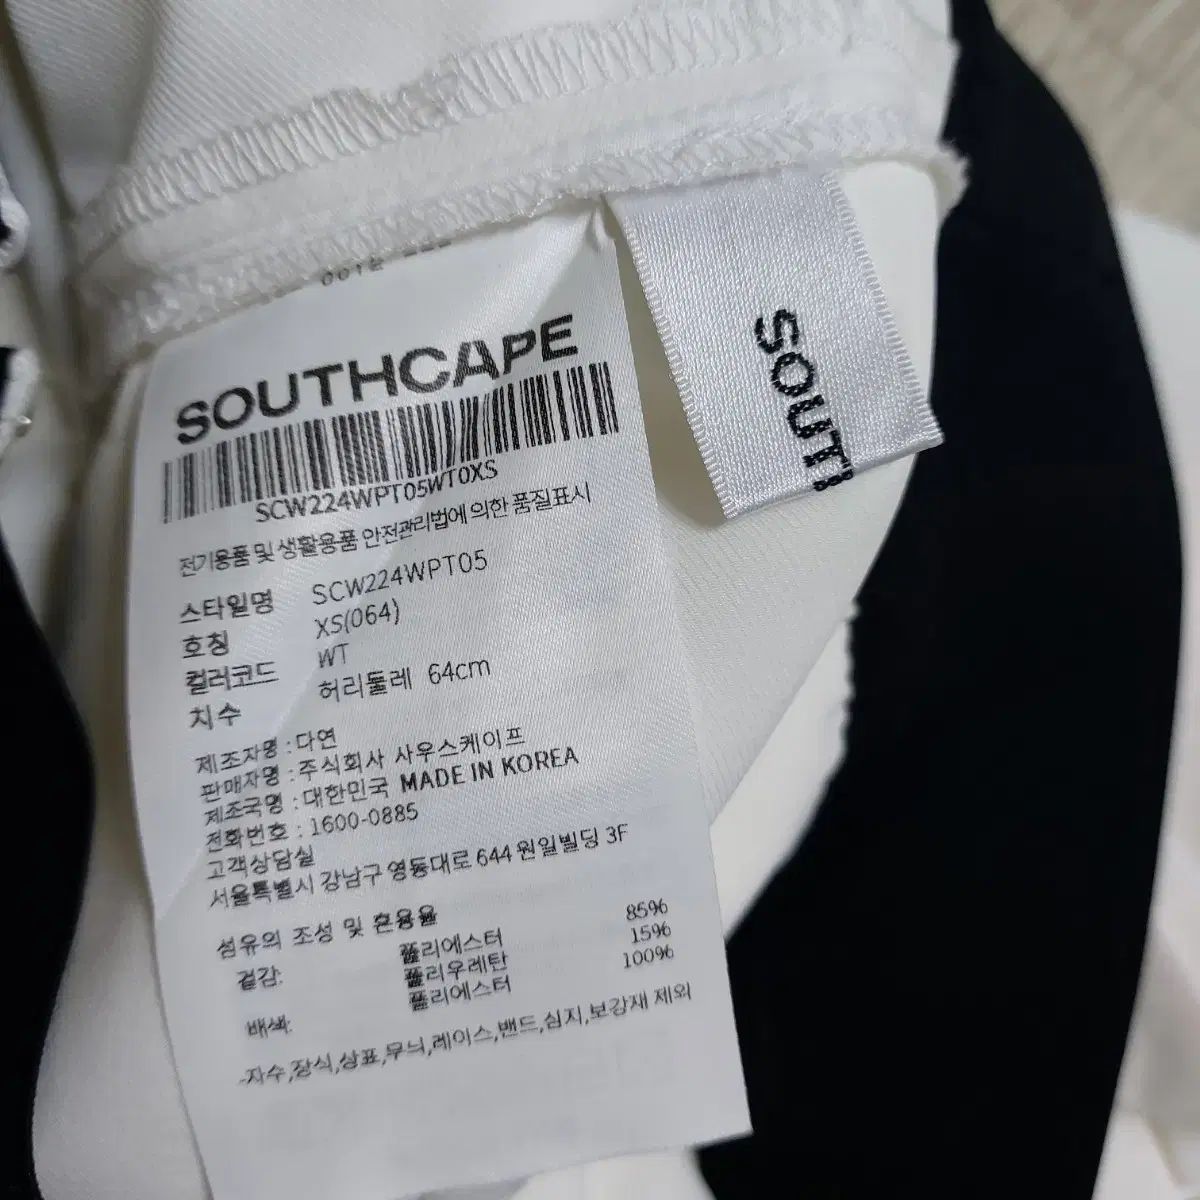 SOUTHCAPE
SCW224WPT05WT0XS
전기용품 및 생활용품 안전관리법에 의한 품질표시
스타일명 SCW224WPT05
호칭 XS(064)
컬러코드 WT
치수 허리둘레 64cm
제조자명 : 다연
판매자명 : 주식회사 사우스케이프
제조국명 : 대한민국 MADE IN KOREA
전화번호 : 1600-0885
고객상담실
서울특별시 강남구 영동대로 644 원일빌딩 3F
섬유의 조성 및 혼용율
겉감: 폴리에스터 85%
폴리우레탄 15%
배색: 폴리에스터 100%
-자수,장식,상표,무늬,레이스,밴드,심지,보강재 제외
SOUT